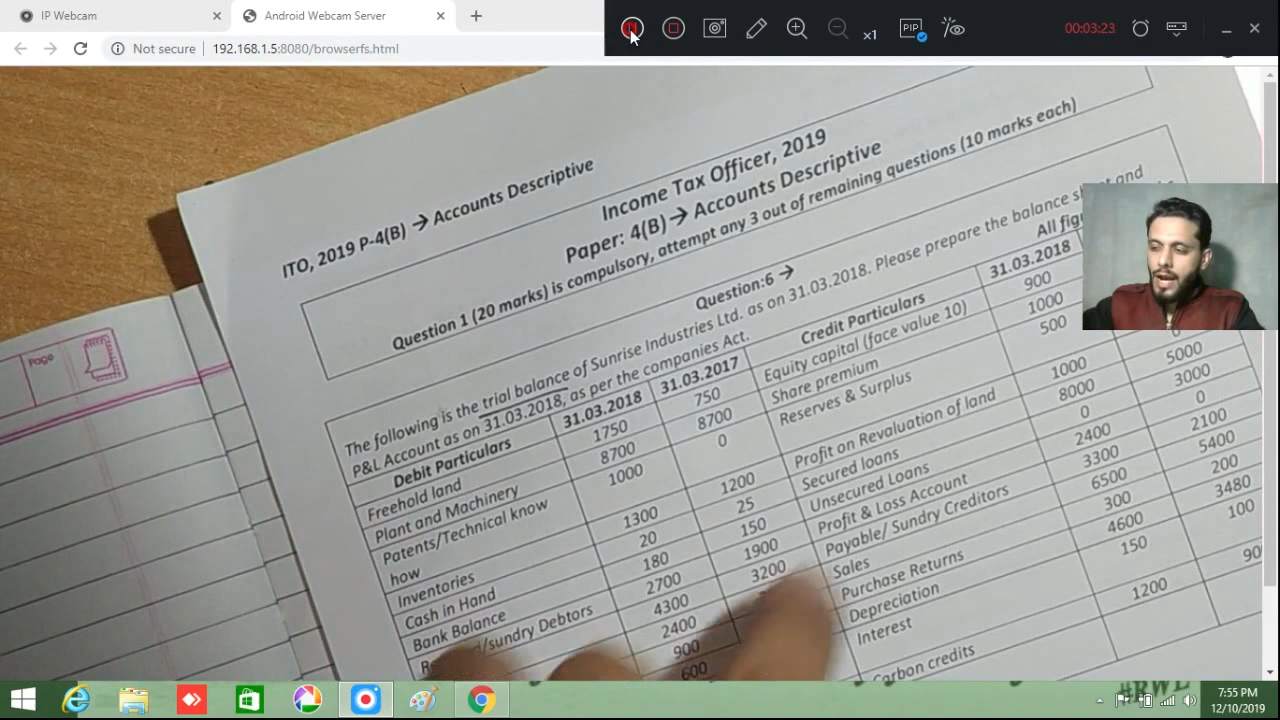 IP Webcam
Android Webcam Server
Not secure
192.168.1.5:8080/browserfs.html
x1
PIP
00:03:23
ITO, 2019 P-4(B) → Accounts Descriptive
Income Tax Officer, 2019
Paper: 4(B) → Accounts Descriptive
Question 1 (20 marks) is compulsory, attempt any 3 out of remaining questions (10 marks each)
Question:6 →
The following is the trial balance of Sunrise Industries Ltd. as on 31.03.2018. Please prepare the balance sheet and
P&L Account as on 31.03.2018, as per the companies Act.
All
Debit Particulars 31.03.2018 31.03.2017 Credit Particulars 31.03.2018
Freehold land 1750 750 Equity capital (face value 10) 900
Plant and Machinery 8700 8700 Share premium 1000
Patents/Technical know 1000 0 Reserves & Surplus 500
how
Profit on Revaluation of land 1000 5000
Inventories 1300 1200 Secured loans 8000 3000
Cash in Hand 20 25 Unsecured Loans 0 0
Bank Balance 180 150 Profit & Loss Account 2400 2100
/sundry Debtors 2700 1900 Payable/ Sundry Creditors 3300 5400
4300 3200 Sales 6500 200
2400 Purchase Returns 300 3480
900 Depreciation 4600 100
600 Interest 150
Carbon credits 1200
Page
7:55 PM
12/10/2019